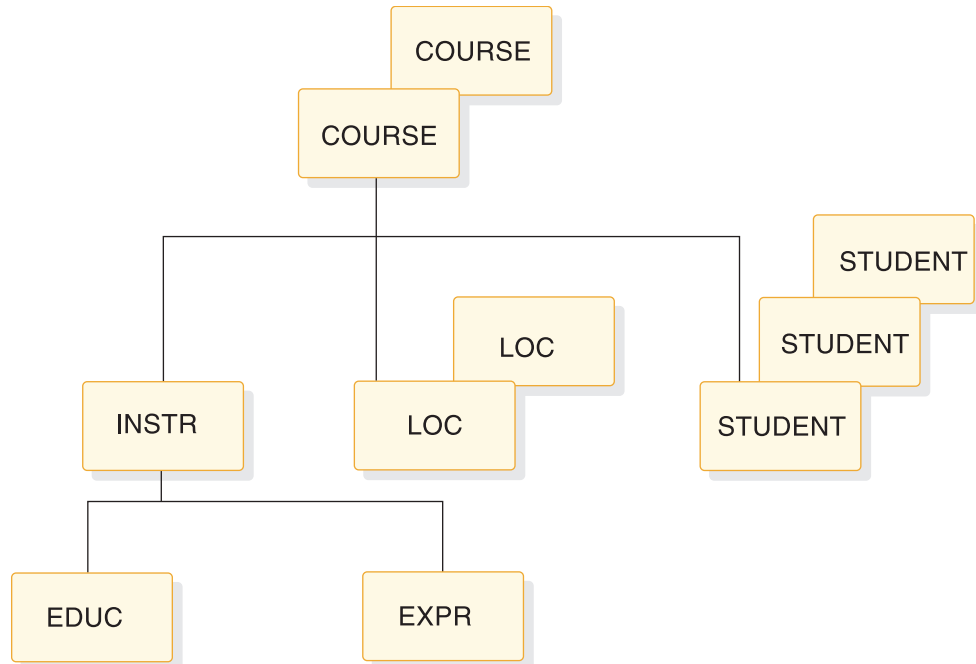 COURSE
COURSE
STUDENT
STUDENT
LOC
INSTR
LOC
STUDENT
EDUC
EXPR